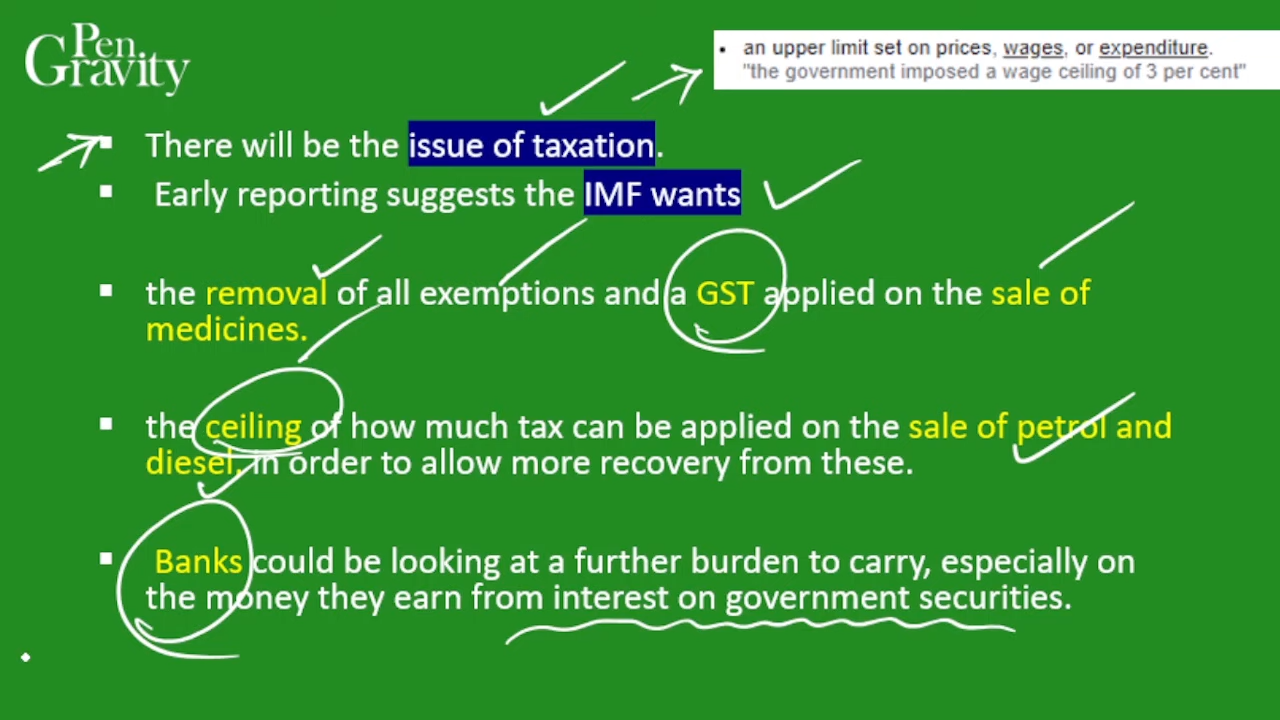 Pen
Gravity
• an upper limit set on prices, wages, or expenditure.
"the government imposed a wage ceiling of 3 per cent"
▪ There will be the issue of taxation.
▪ Early reporting suggests the IMF wants
▪ the removal of all exemptions and a GST applied on the sale of
medicines.
▪ the ceiling of how much tax can be applied on the sale of petrol and
diesel, in order to allow more recovery from these.
▪ Banks could be looking at a further burden to carry, especially on
the money they earn from interest on government securities.